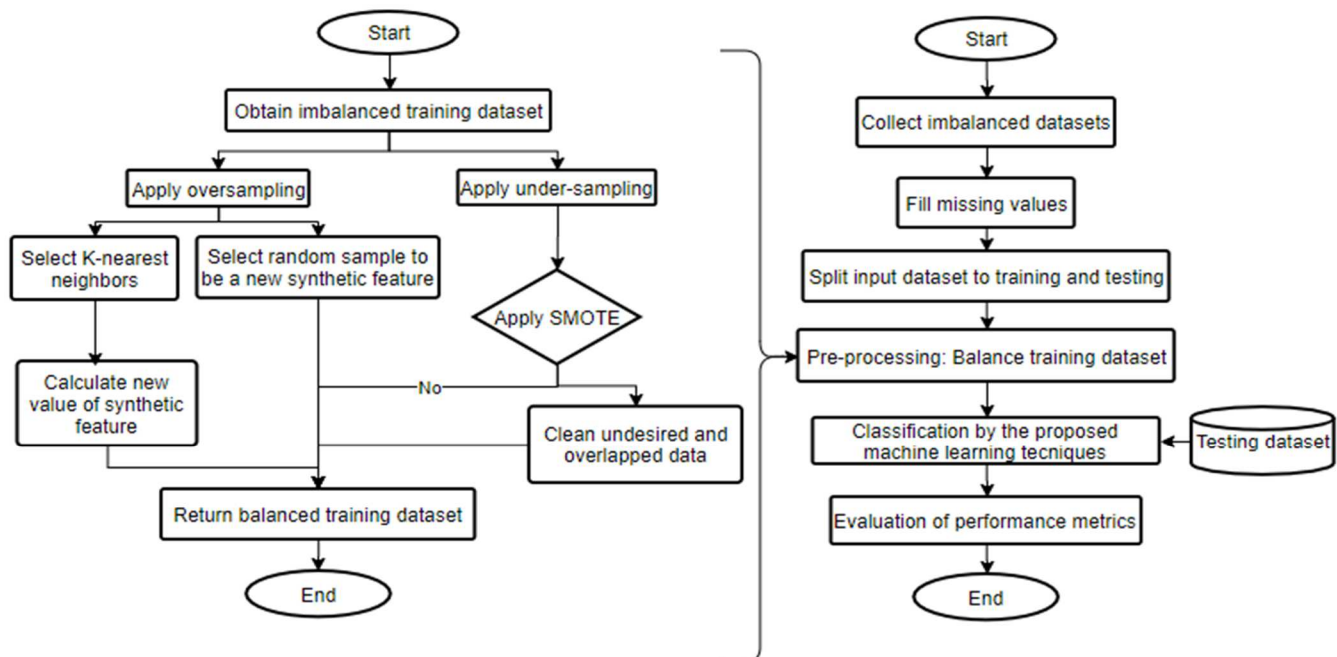 Start
Obtain imbalanced training dataset
Apply oversampling
Apply under-sampling
Select K-nearest
neighbors
Select random sample to
be a new synthetic feature
Apply SMOTE
Calculate new
value of synthetic
feature
No
Clean undesired and
overlapped data
Return balanced training dataset
End
Start
Collect imbalanced datasets
Fill missing values
Split input dataset to training and testing
Pre-processing: Balance training dataset
Classification by the proposed
machine learning tecniques
Testing dataset
Evaluation of performance metrics
End